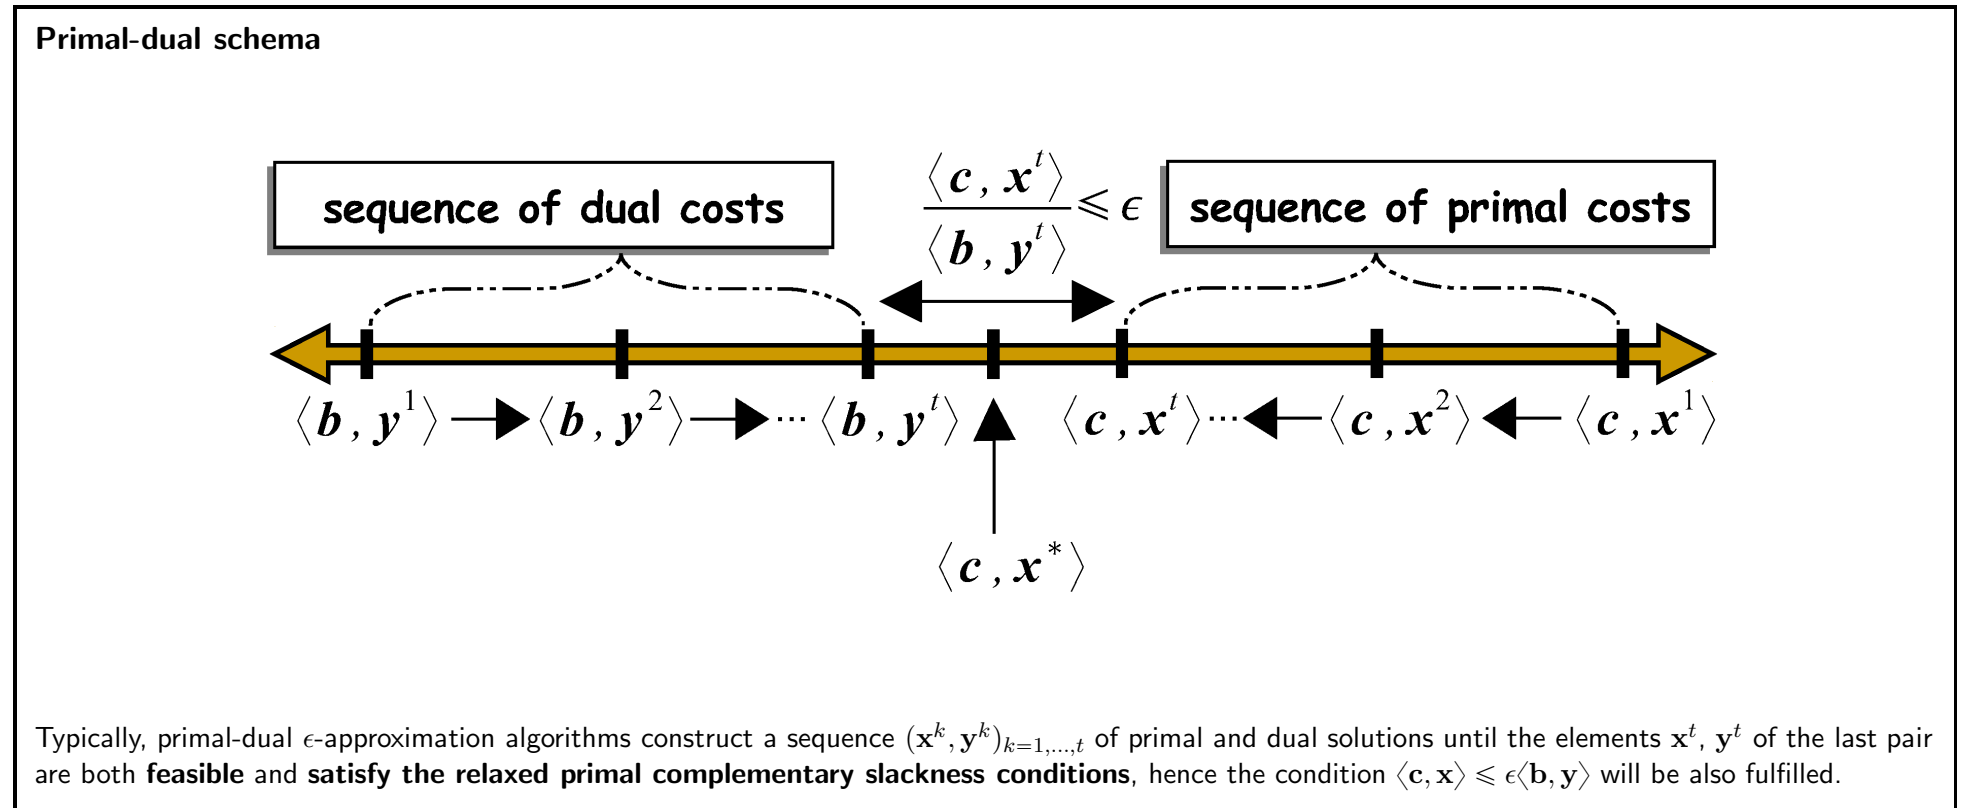 Primal-dual schema
sequence of dual costs
⟨c, x^t⟩
⟨b, y^t⟩
⩽ ϵ
sequence of primal costs
⟨b, y^1⟩ ⟨b, y^2⟩ ··· ⟨b, y^t⟩ ⟨c, x^t⟩ ··· ⟨c, x^2⟩ ⟨c, x^1⟩
⟨c, x^*⟩
Typically, primal-dual ϵ-approximation algorithms construct a sequence (x^k, y^k)_{k=1,...,t} of primal and dual solutions until the elements x^t, y^t of the last pair
are both feasible and satisfy the relaxed primal complementary slackness conditions, hence the condition ⟨c, x⟩ ⩽ ϵ⟨b, y⟩ will be also fulfilled.